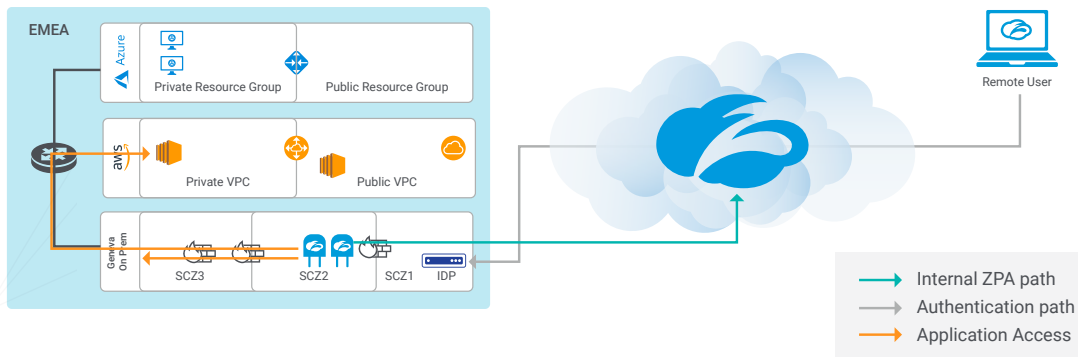 EMEA
Azure
Private Resource Group
Public Resource Group
aws
Private VPC
Public VPC
Geneva
On Prem
SCZ3
SCZ2
SCZ1
IDP
Remote User
Internal ZPA path
Authentication path
Application Access